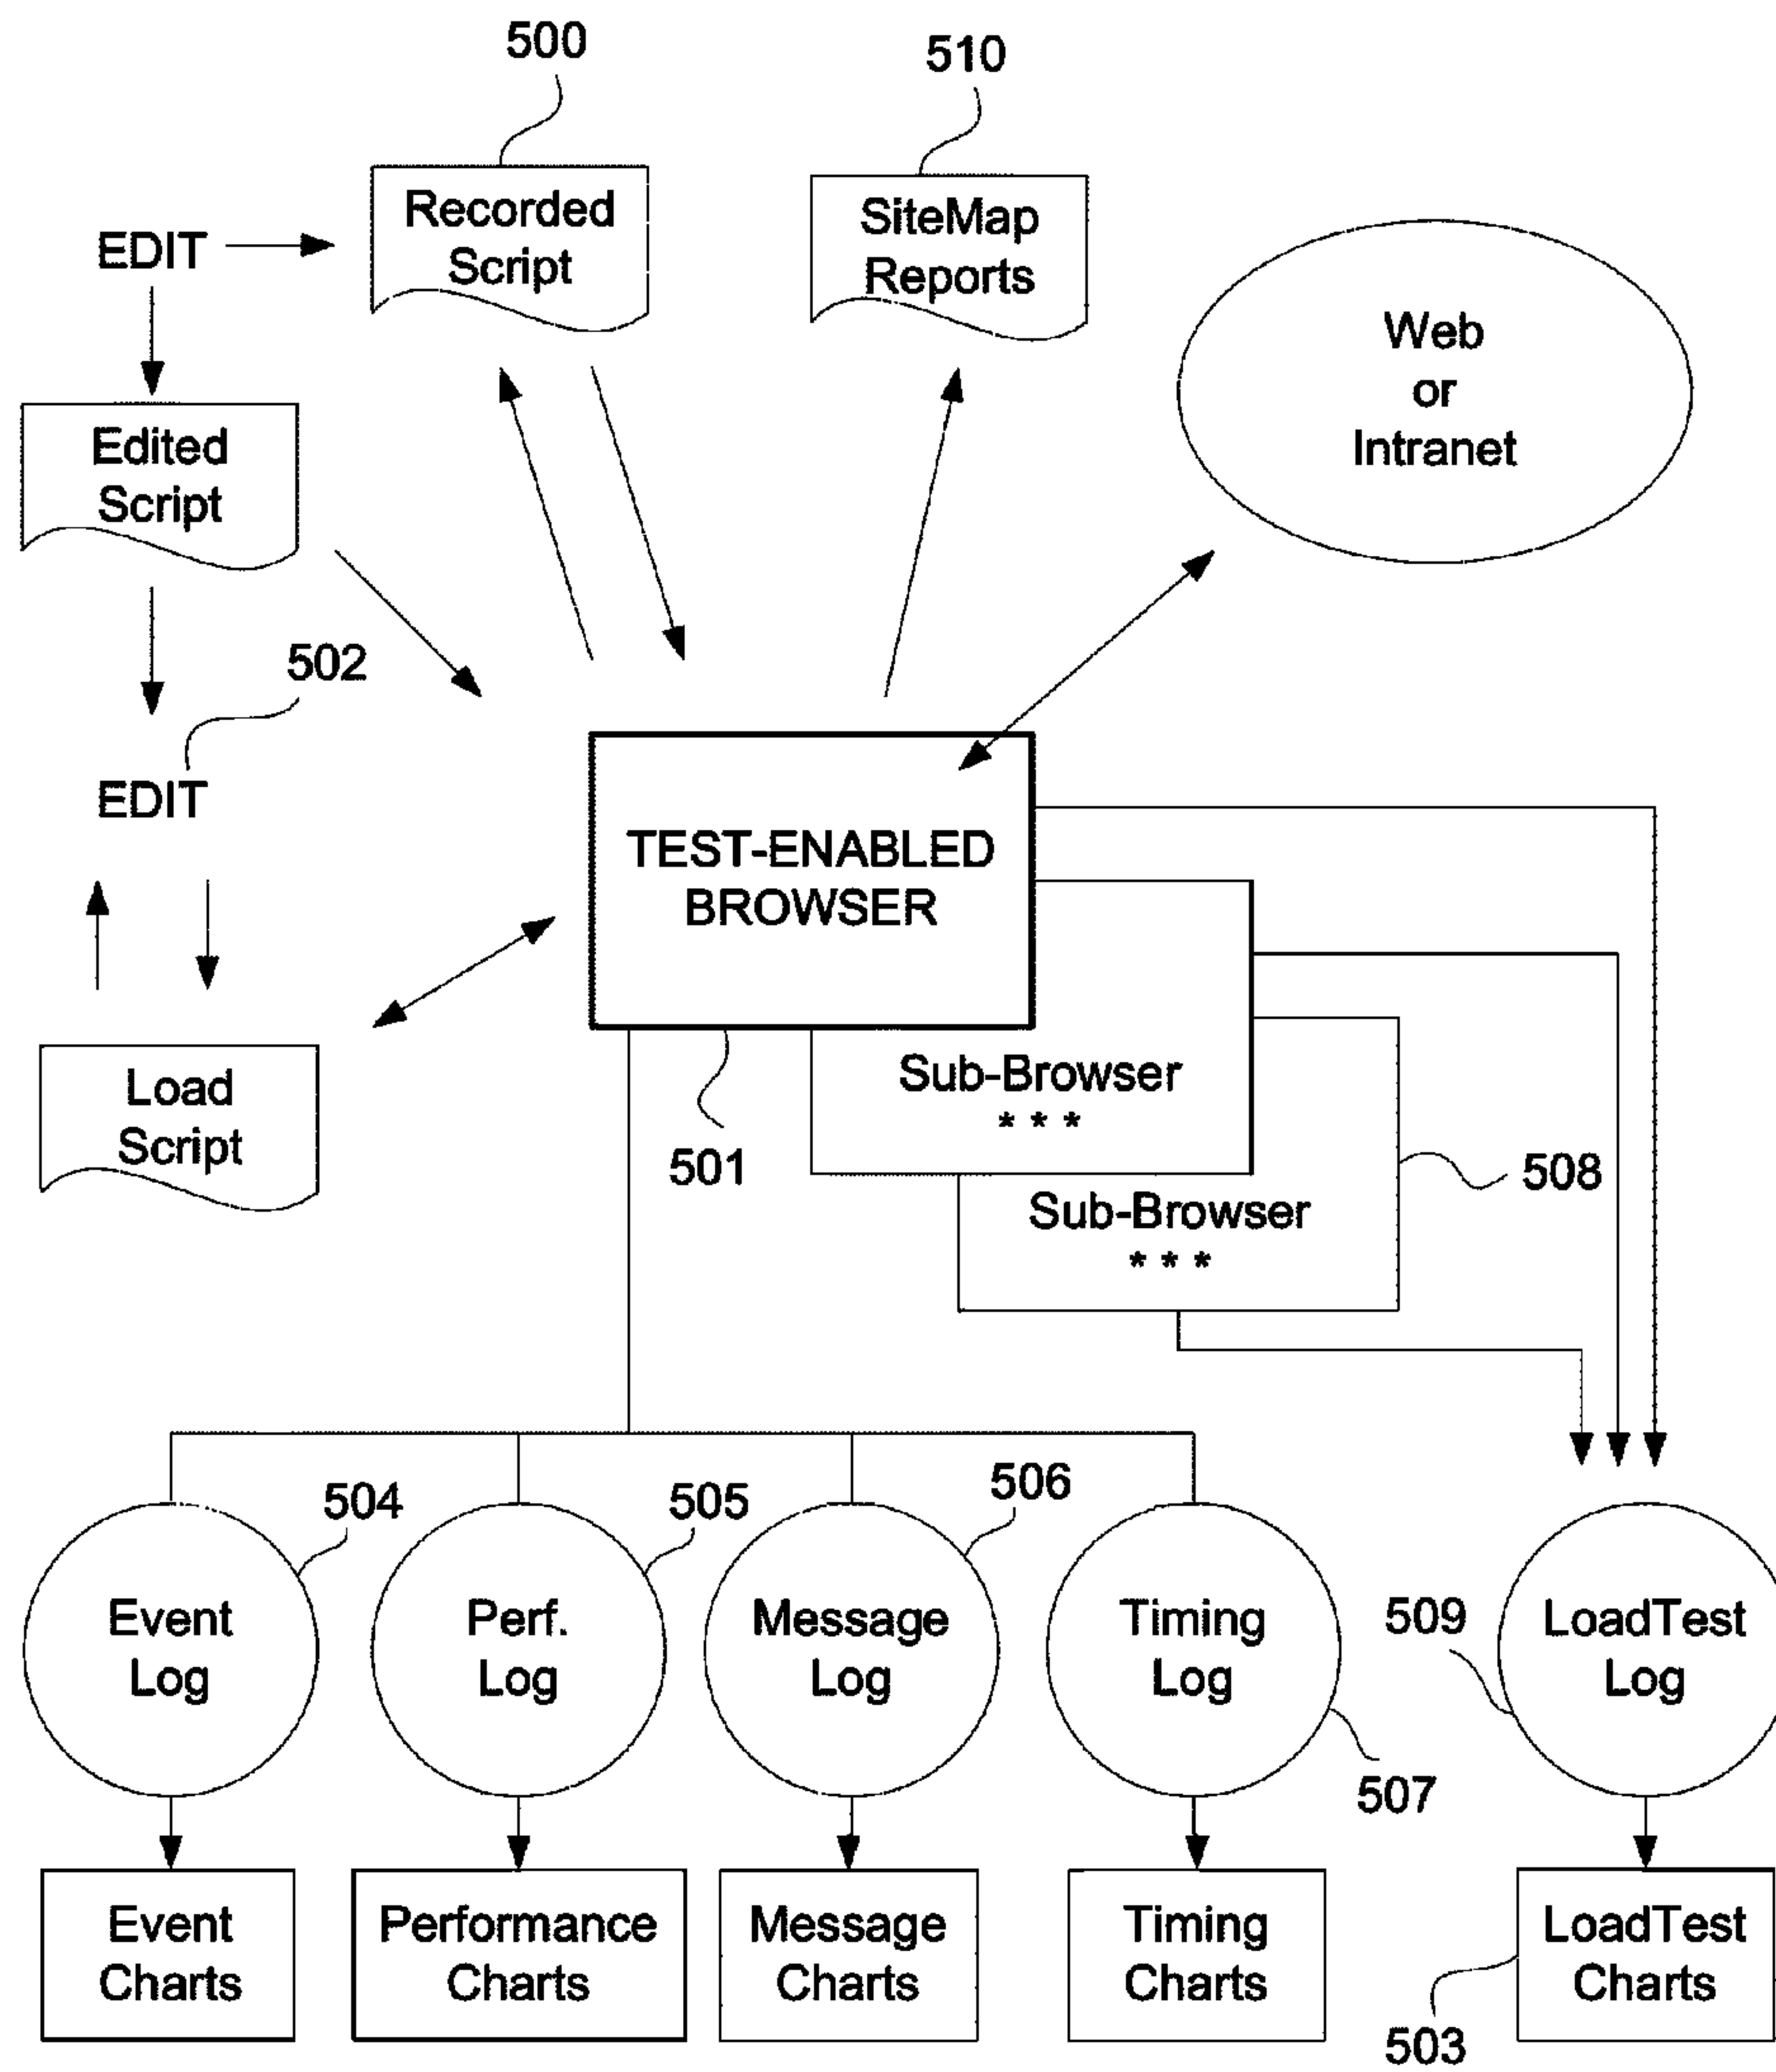 500
510
Recorded
Script
SiteMap
Reports
EDIT
Web
or
Intranet
Edited
Script
502
EDIT
TEST-ENABLED
BROWSER
Sub-Browser
* * *
Load
Script
501
508
Sub-Browser
* * *
504
505
506
Event
Log
Perf.
Log
Message
Log
Timing
Log
509
LoadTest
Log
507
Event
Charts
Performance
Charts
Message
Charts
Timing
Charts
LoadTest
Charts
503